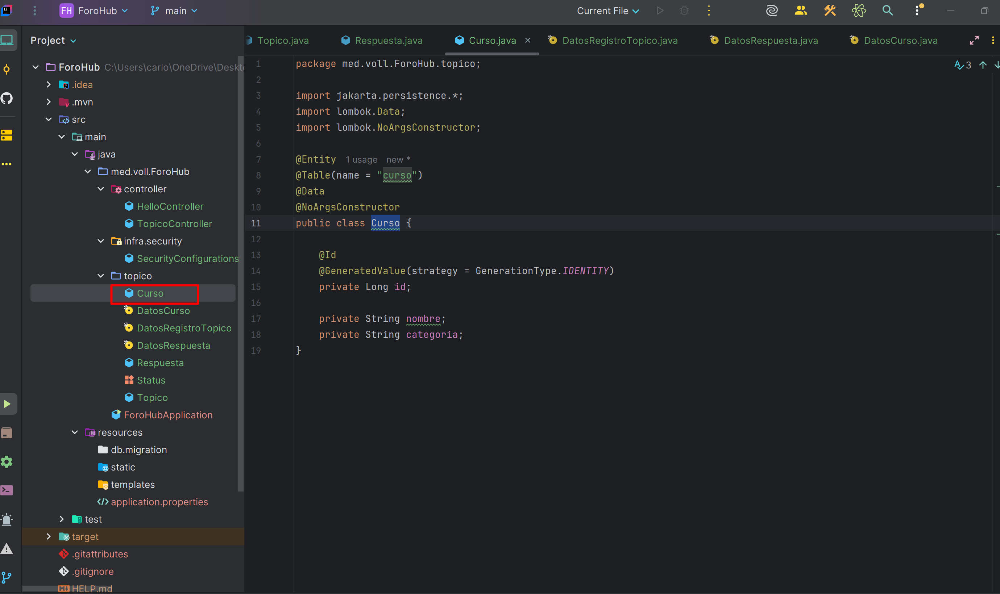 FH ForoHub main Current File
Project
Topico.java Respuesta.java Curso.java DatosRegistroTopico.java DatosRespuesta.java DatosCurso.java
ForoHub C:\Users\carlo\OneDrive\Deskto
.idea
.mvn
src
main
java
med.voll.ForoHub
controller
HelloController
TopicoController
infra.security
SecurityConfigurations
topico
Curso
DatosCurso
DatosRegistroTopico
DatosRespuesta
Respuesta
Status
Topico
ForoHubApplication
resources
db.migration
static
templates
application.properties
test
target
.gitattributes
.gitignore
HELP.md
3
1 package med.voll.ForoHub.topico;
2
3 import jakarta.persistence.*;
4 import lombok.Data;
5 import lombok.NoArgsConstructor;
6
7 @Entity 1 usage new *
8 @Table(name = "curso")
9 @Data
10 @NoArgsConstructor
11 public class Curso {
12
13 @Id
14 @GeneratedValue(strategy = GenerationType.IDENTITY)
15 private Long id;
16
17 private String nombre;
18 private String categoria;
19 }